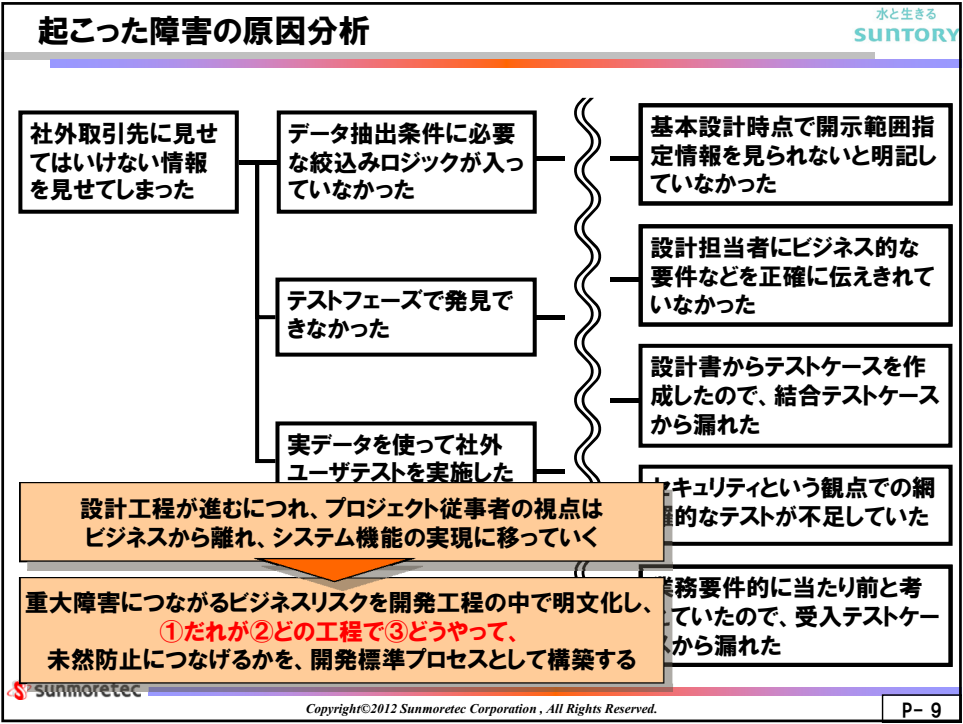 起こった障害の原因分析
水と生きる
SUNTORY
社外取引先に見せ
てはいけない情報
を見せてしまった
データ抽出条件に必要
な絞込みロジックが入っ
ていなかった
テストフェーズで発見で
きなかった
実データを使って社外
ユーザテストを実施した
基本設計時点で開示範囲指
定情報を見られないと明記し
ていなかった
設計担当者にビジネス的な
要件などを正確に伝えきれて
いなかった
設計書からテストケースを作
成したので、結合テストケース
から漏れた
セキュリティという観点での網
羅的なテストが不足していた
業務要件的に当たり前と考
えていたので、受入テストケー
スから漏れた
設計工程が進むにつれ、プロジェクト従事者の視点は
ビジネスから離れ、システム機能の実現に移っていく
重大障害につながるビジネスリスクを開発工程の中で明文化し、
①だれが②どの工程で③どうやって、
未然防止につなげるかを、開発標準プロセスとして構築する
sunmoretec
Copyright©2012 Sunmoretec Corporation , All Rights Reserved.
P- 9